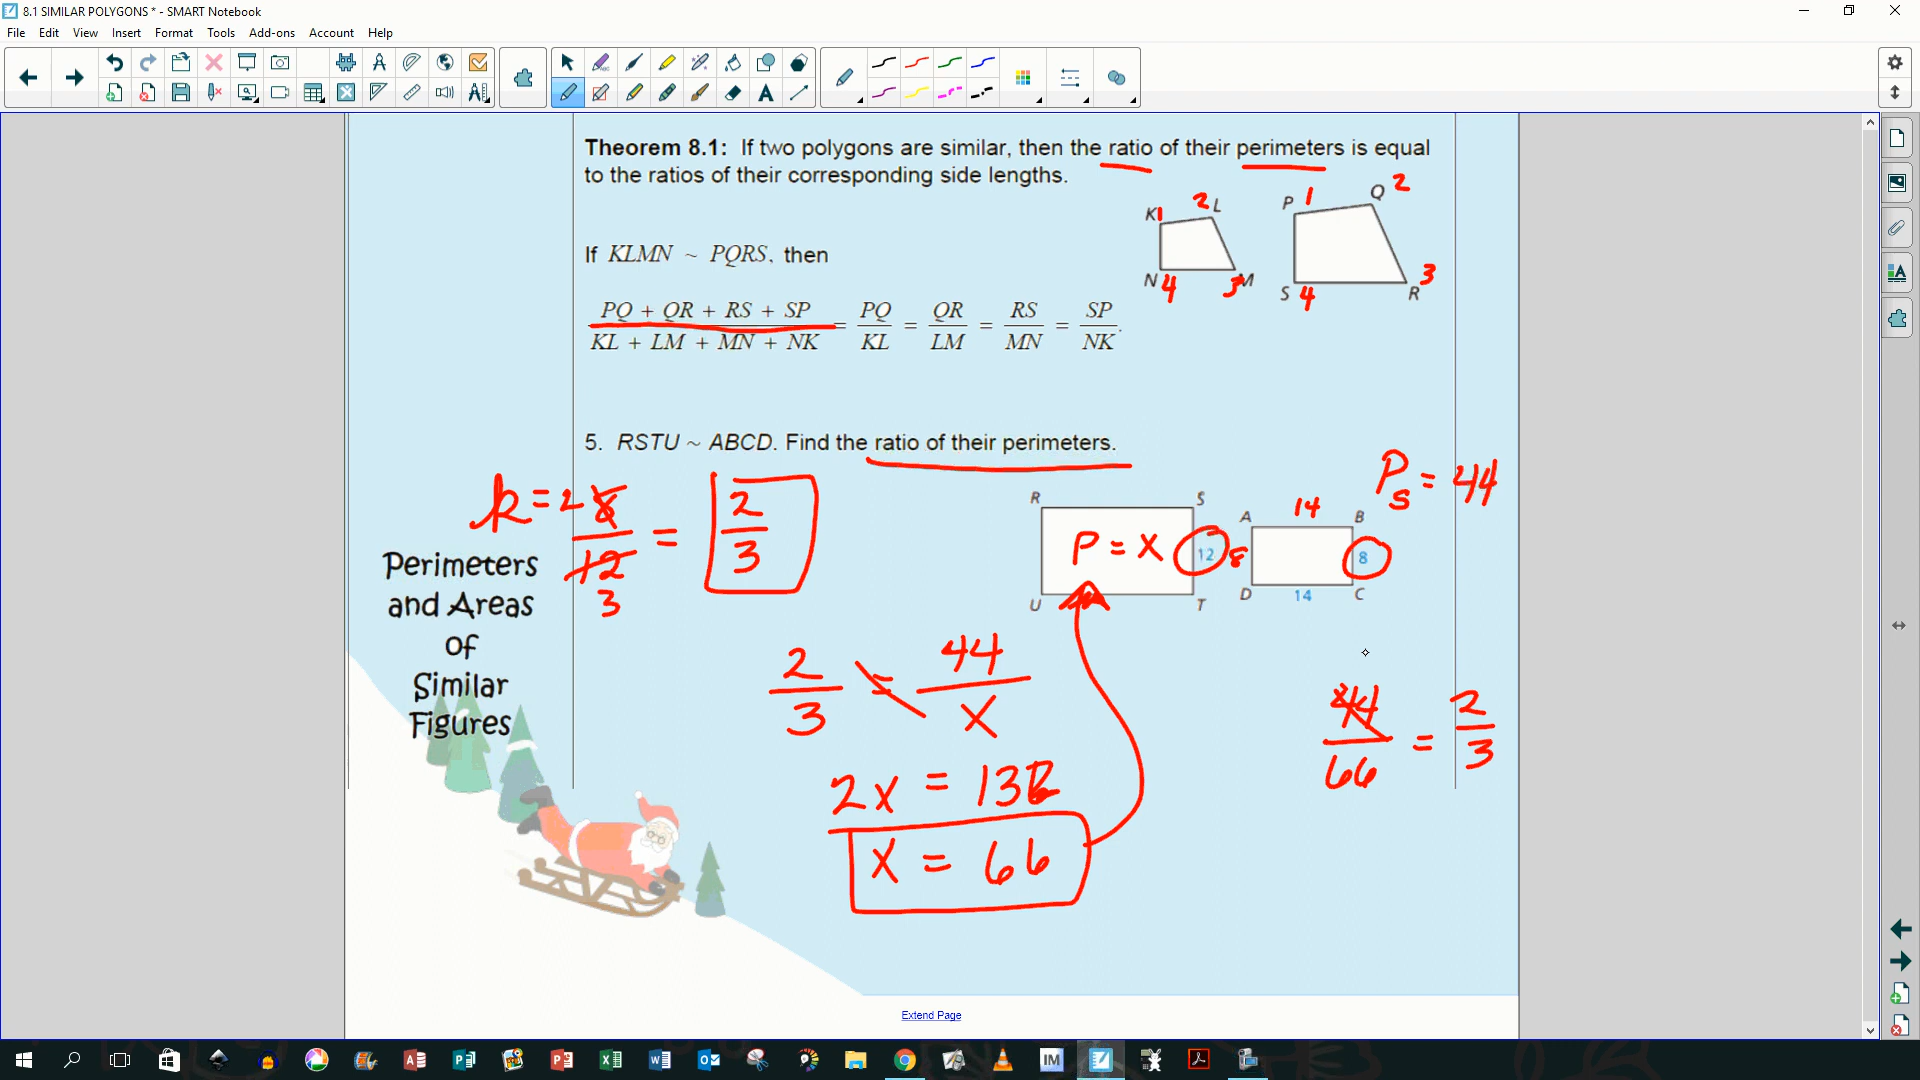 8.1 SIMILAR POLYGONS * - SMART Notebook
File Edit View Insert Format Tools Add-ons Account Help
Theorem 8.1: If two polygons are similar, then the ratio of their perimeters is equal
to the ratios of their corresponding side lengths.
K 1 2 L
N 4 3 M
P 1 Q 2
S 4 R 3
If KLMN ~ PQRS, then
PQ + QR + RS + SP / KL + LM + MN + NK = PQ / KL = QR / LM = RS / MN = SP / NK.
5. RSTU ~ ABCD. Find the ratio of their perimeters.
k = 2 8 / 12 3 = 2 / 3
R S
P = X 12
U T
14
A B
8 8
D 14 C
Ps = 44
Perimeters
and Areas
of
Similar
Figures
2 / 3 = 44 / X
2x = 132
X = 66
44 / 66 = 2 / 3
Extend Page